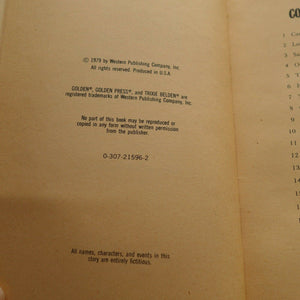 © 1979 by Western Publishing Company, Inc.
All rights reserved. Produced in U.S.A.
GOLDEN®, GOLDEN PRESS®, and TRIXIE BELDEN® are
registered trademarks of Western Publishing Company, Inc.
No part of this book may be reproduced or
copied in any form without written permission
from the publisher.
0-307-21596-2
All names, characters, and events in this
story are entirely fictitious.
CO
1
2
3
4
5
6
7
8
9
10
11
12
13
14
15
16